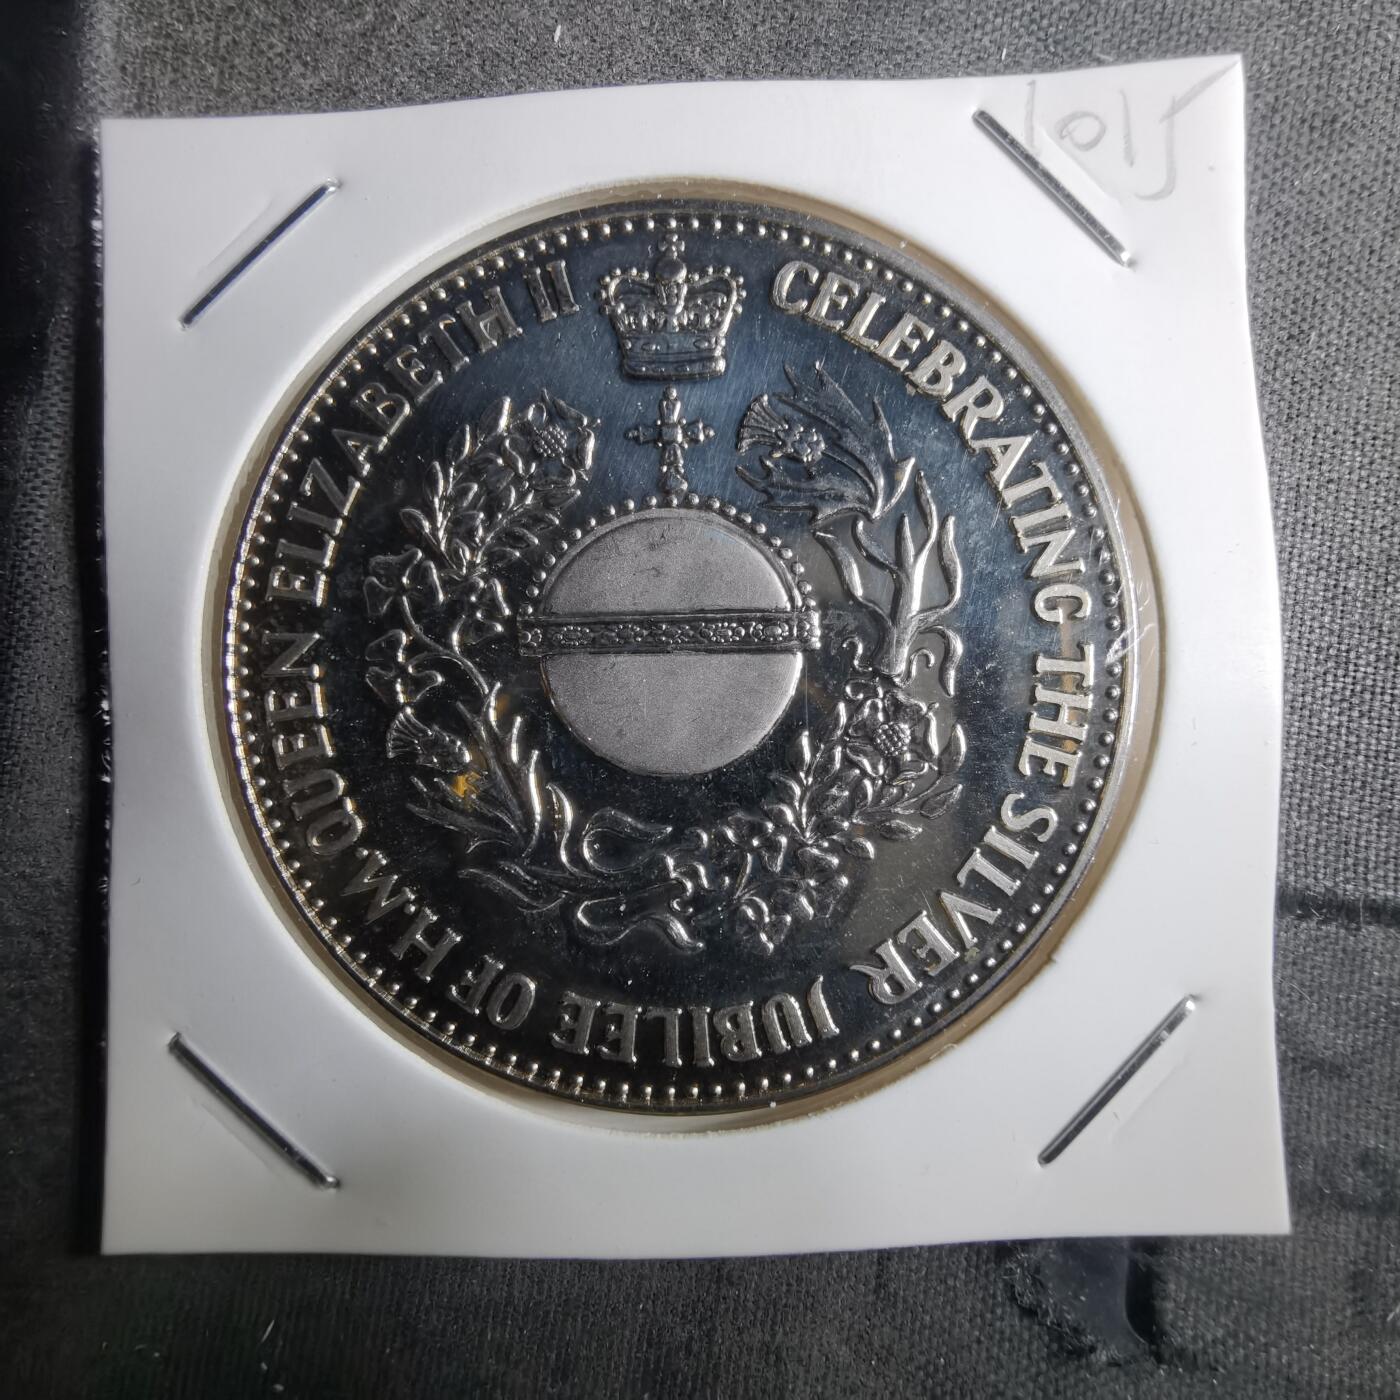 1015
CELEBRATING THE SILVER JUBILEE OF H.M. QUEEN ELIZABETH II